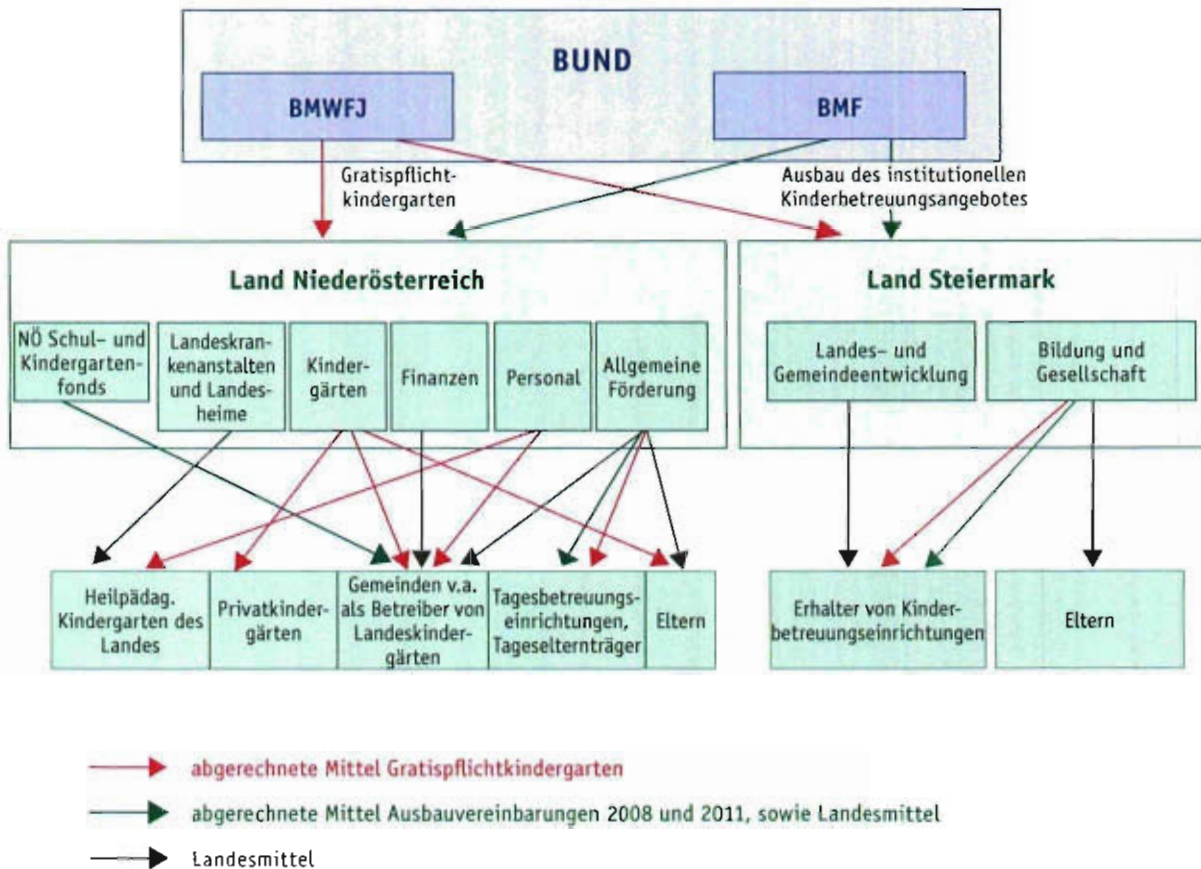 BUND
BMWFJ
BMF
Gratispflicht-
kindergarten
Ausbau des institutionellen
Kinderbetreuungsangebotes
Land Niederösterreich
NÖ Schul- und
Kindergarten-
fonds
Landeskran-
kenanstalten
und Landes-
heime
Kinder-
gärten
Finanzen
Personal
Allgemeine
Förderung
Land Steiermark
Landes- und
Gemeindeentwicklung
Bildung und
Gesellschaft
Heilpädag.
Kindergarten des
Landes
Privatkinder-
gärten
Gemeinden v.a.
als Betreiber von
Landeskinder-
gärten
Tagesbetreuungs-
einrichtungen,
Tageselternträger
Eltern
Erhalter von Kinder-
betreuungseinrichtungen
Eltern
abgerechnete Mittel Gratispflichtkindergarten
abgerechnete Mittel Ausbauvereinbarungen 2008 und 2011, sowie Landesmittel
Landesmittel